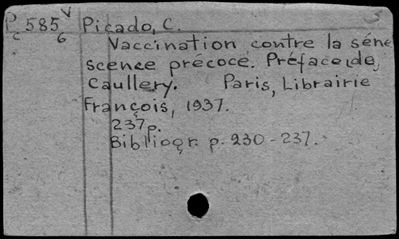 P. 585 V Picado, C.
c 6
Vaccination contre la séne
scence précoce. Préface de
Caullery. Paris, Librairie
François, 1937.
237p.
Bibliogr. p. 230-237.